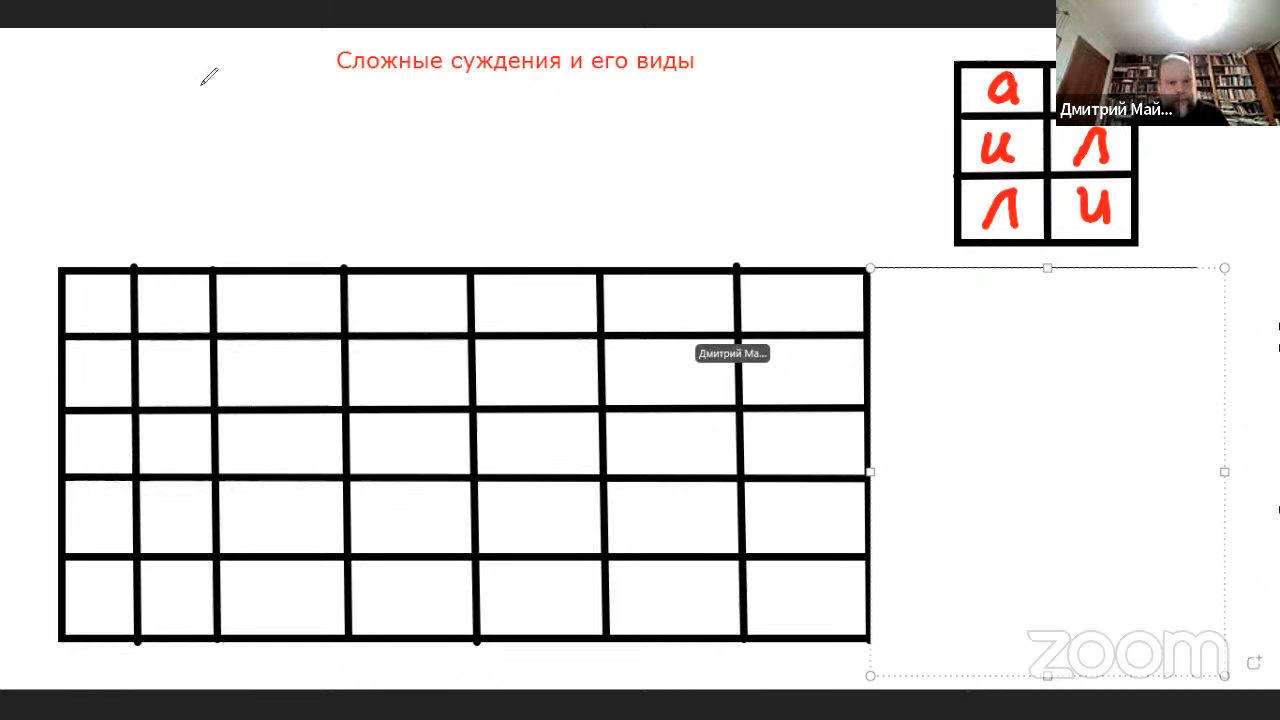 Сложные суждения и его виды
а
Дмитрий Май...
и л
л и
Дмитрий Ма...
zoom